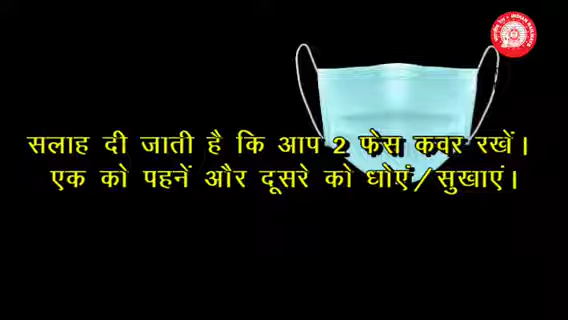 सलाह दी जाती है कि आप 2 फेस कवर रखें।
एक को पहनें और दूसरे को धोएं/सुखाएं।